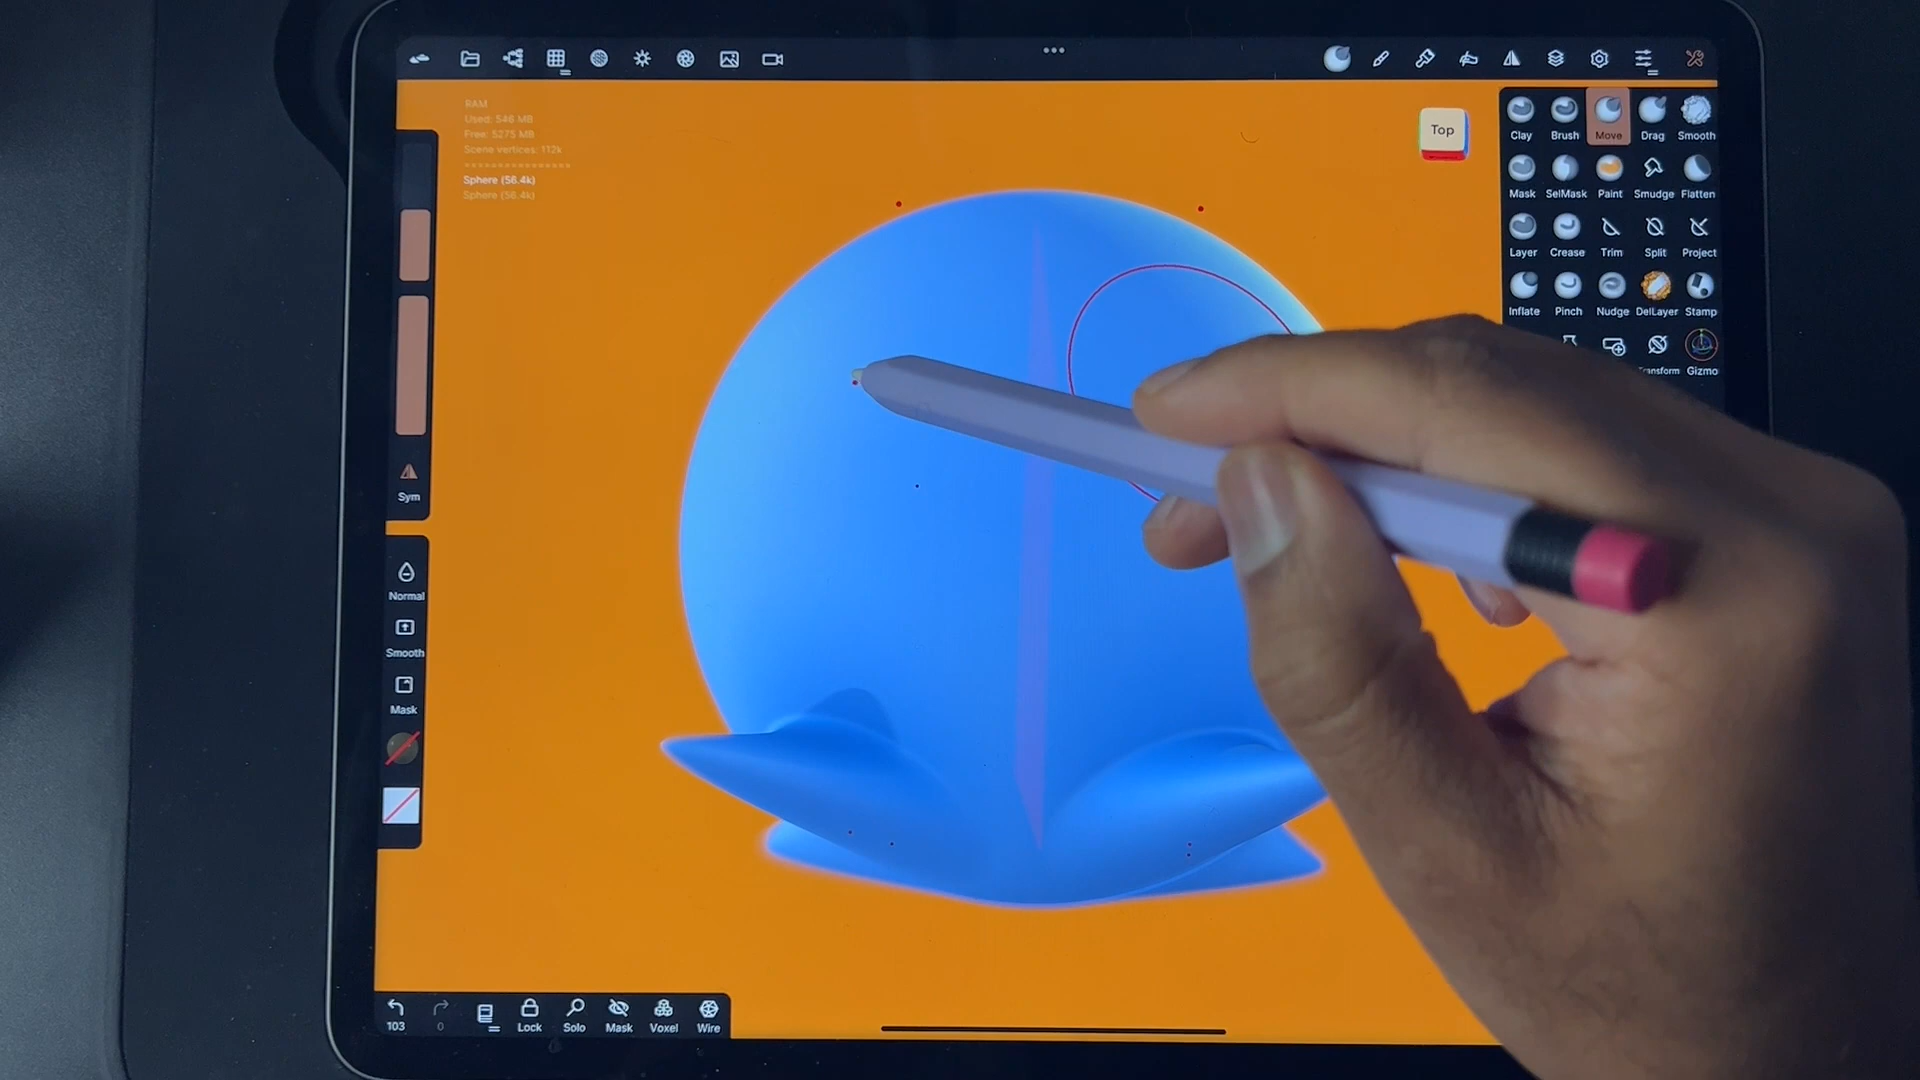 RAM
Used: 546 MB
Free: 5275 MB
Scene vertices: 112k
Sphere (56.4k)
Sphere (56.4k)
Top
Clay Brush Move Drag Smooth
Mask SelMask Paint Smudge Flatten
Layer Crease Trim Split Project
Inflate Pinch Nudge DelLayer Stamp
Transform Gizmo
Sym
Normal
Smooth
Mask
103 0 Lock Solo Mask Voxel Wire